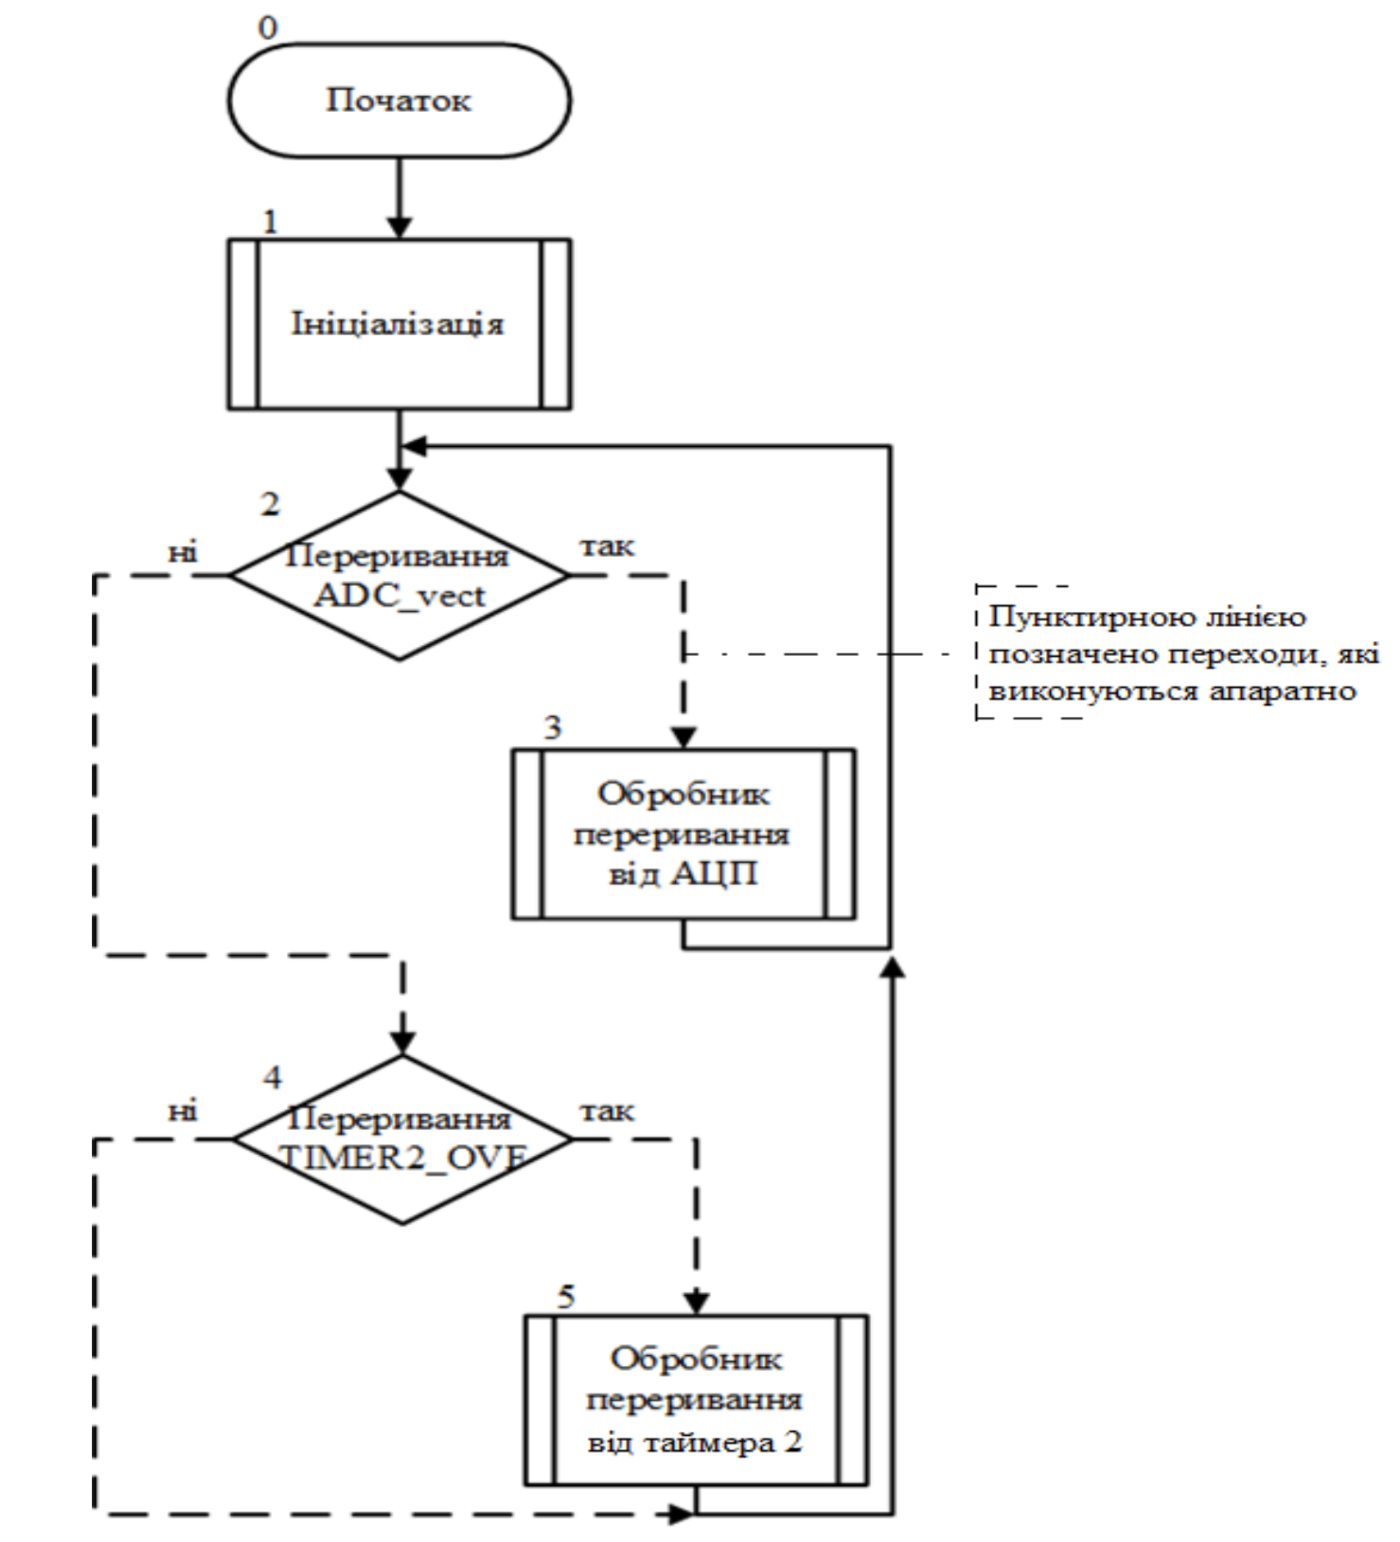 0
Початок
1
Ініціалізація
2
ні
так
Переривання
ADC_vect
Пунктирною лінією
позначено переходи, які
виконуються апаратно
3
Обробник
переривання
від АЦП
4
ні
так
Переривання
TIMER2_OVF
5
Обробник
переривання
від таймера 2